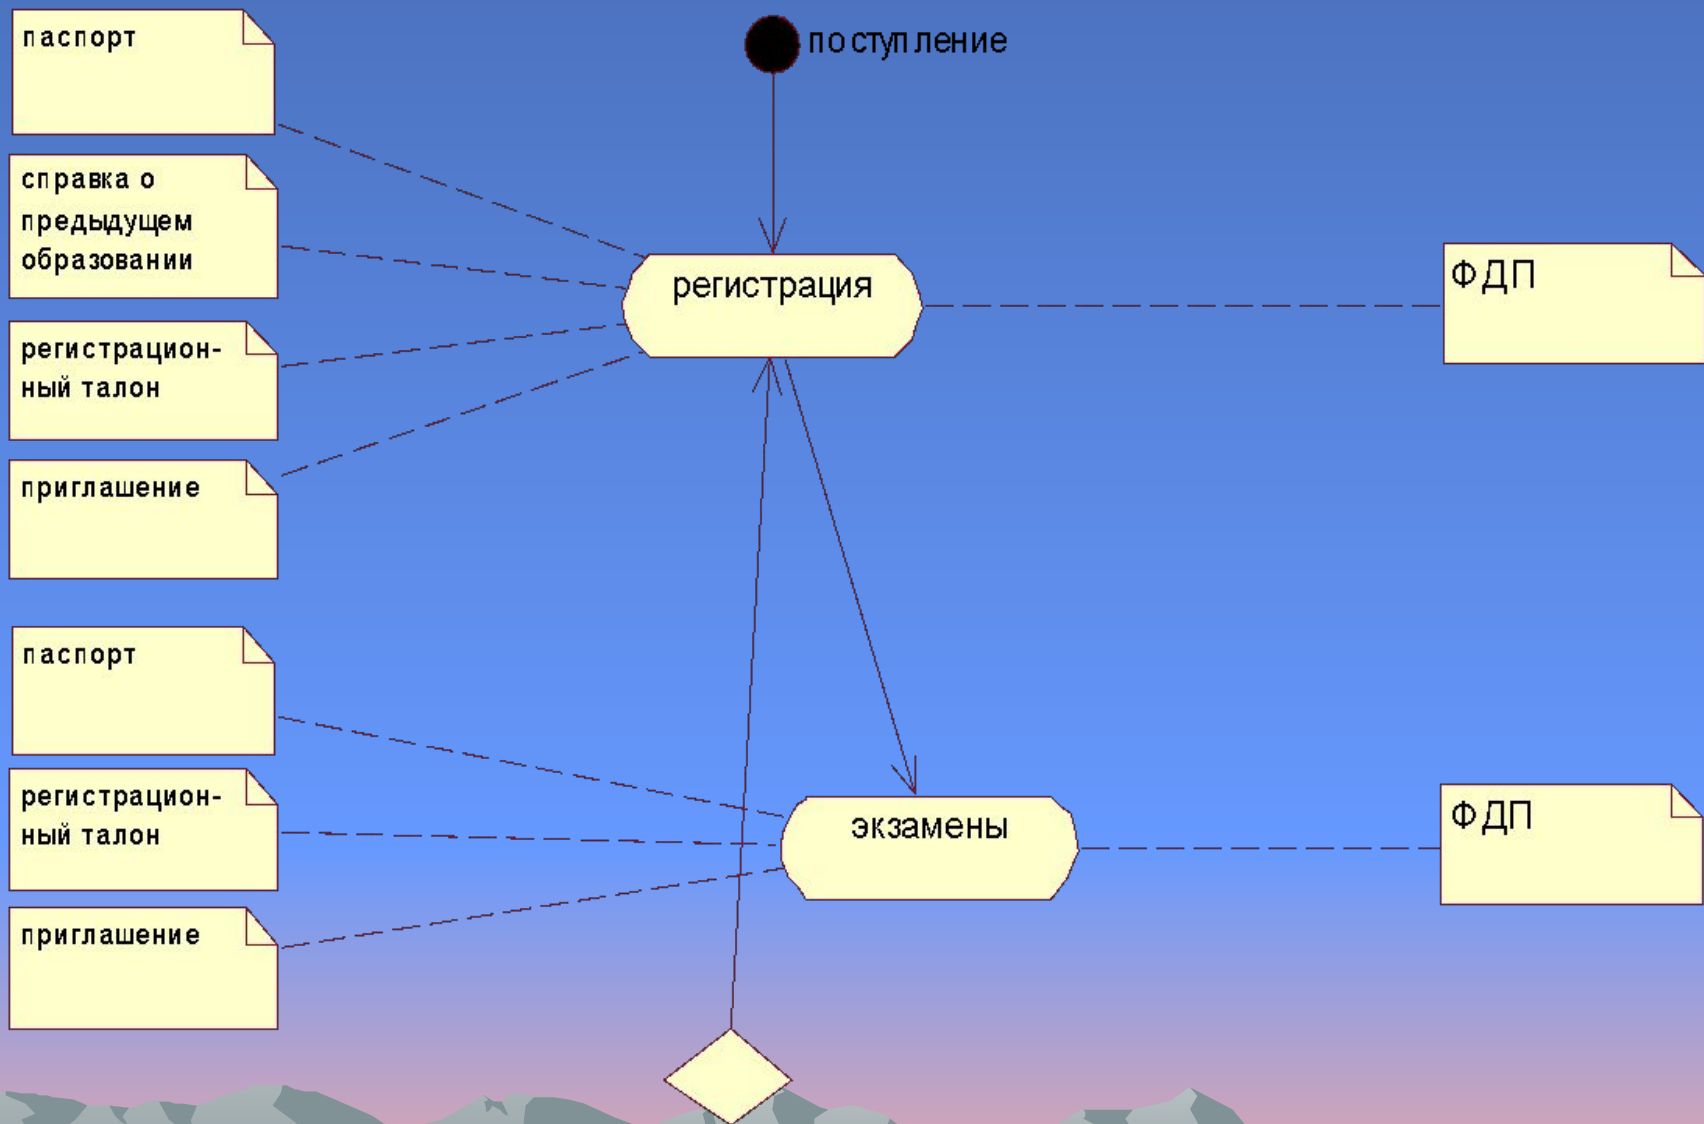 паспорт
поступление
справка о
предыдущем
образовании
регистрация
ФДП
регистрацион-
ный талон
приглашение
паспорт
регистрацион-
ный талон
экзамены
ФДП
приглашение